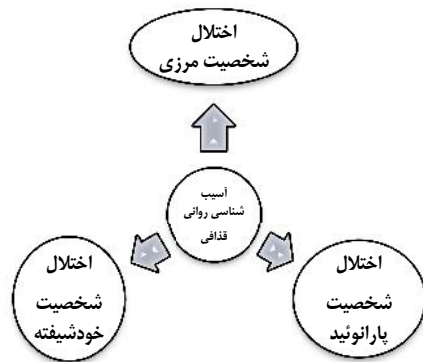 اختلال
شخصیت مرزی
آسیب
شناسی روانی
قذافی
اختلال
شخصیت
پارانوئید
اختلال
شخصیت
خودشیفته